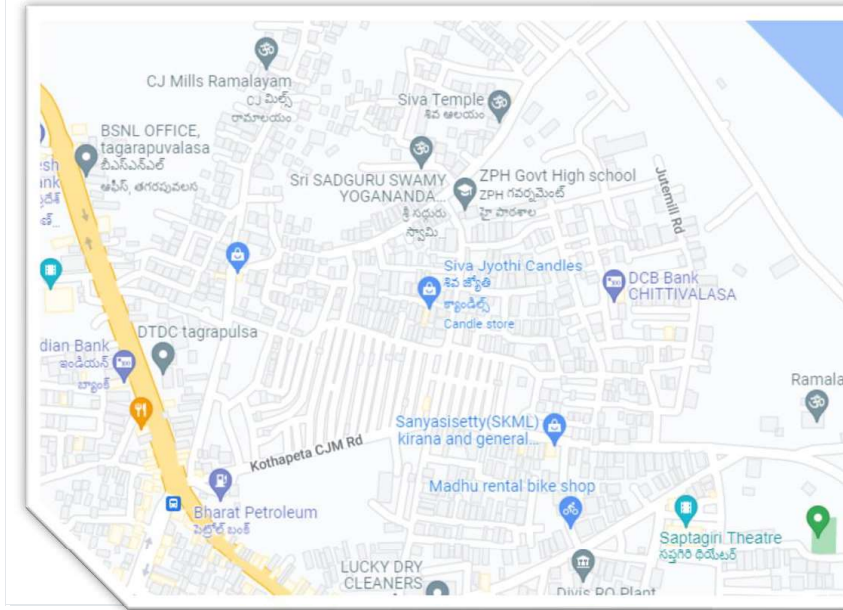 CJ Mills Ramalayam
CJ మిల్స్
రామాలయం
Siva Temple
శివ ఆలయం
BSNL OFFICE,
tagarapuvalasa
బీఎస్ఎన్ఎల్
ఆఫీస్, తగరపువలస
Sri SADGURU SWAMY
YOGANANDA...
శ్రీ సద్గురు
స్వామి...
ZPH Govt High school
ZPH గవర్నమెంట్
హై పాఠశాల
Jutemill Rd
Siva Jyothi Candles
శివ జ్యోతి
క్యాండిల్స్
Candle store
DCB Bank
CHITTIVALASA
DTDC tagrapulsa
dian Bank
ఇండియన్
బ్యాంక్
Ramala
Sanyasisetty(SKML)
kirana and general...
Kothapeta CJM Rd
Madhu rental bike shop
Bharat Petroleum
పెట్రోల్ బంక్
Saptagiri Theatre
సప్తగిరి థియేటర్
LUCKY DRY
CLEANERS
Divis RO Plant